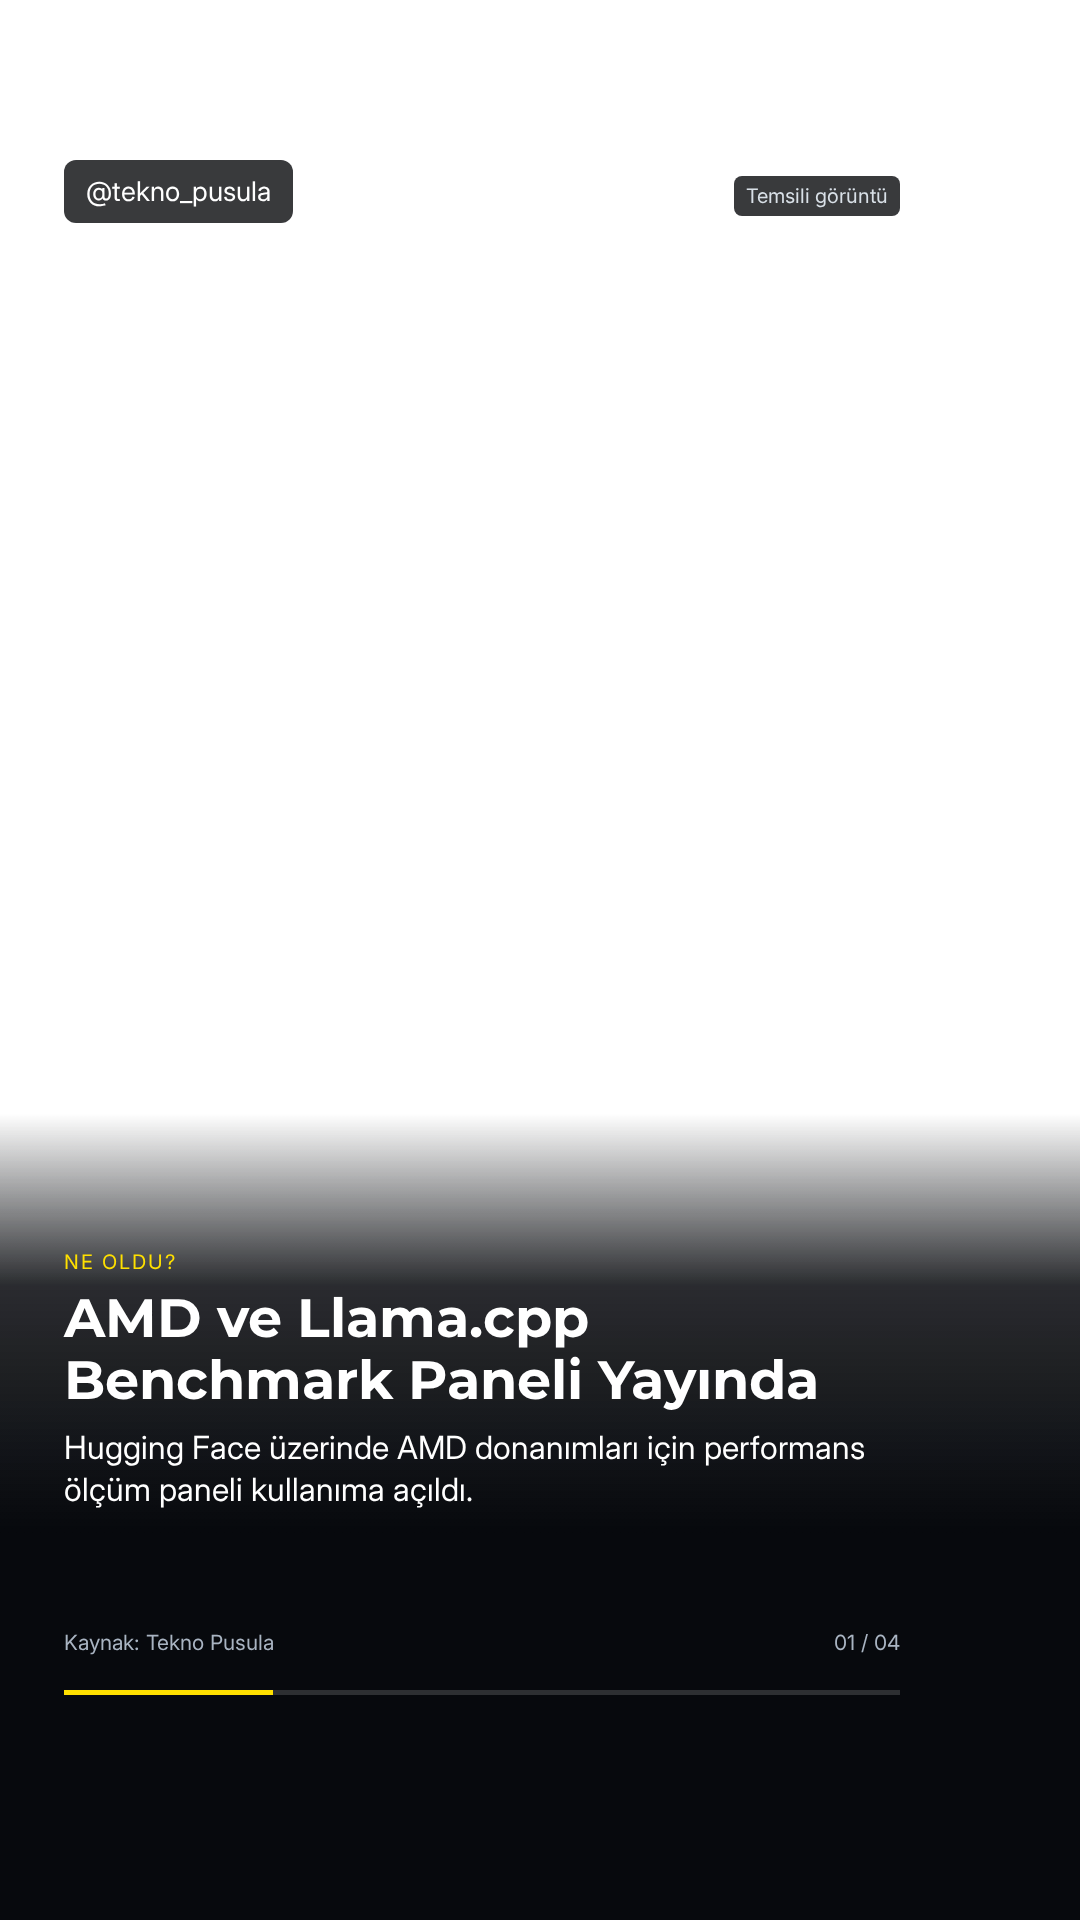 @tekno_pusula
Temsili görüntü
NE OLDU?
AMD ve Llama.cpp
Benchmark Paneli Yayında
Hugging Face üzerinde AMD donanımları için performans
ölçüm paneli kullanıma açıldı.
Kaynak: Tekno Pusula
01 / 04